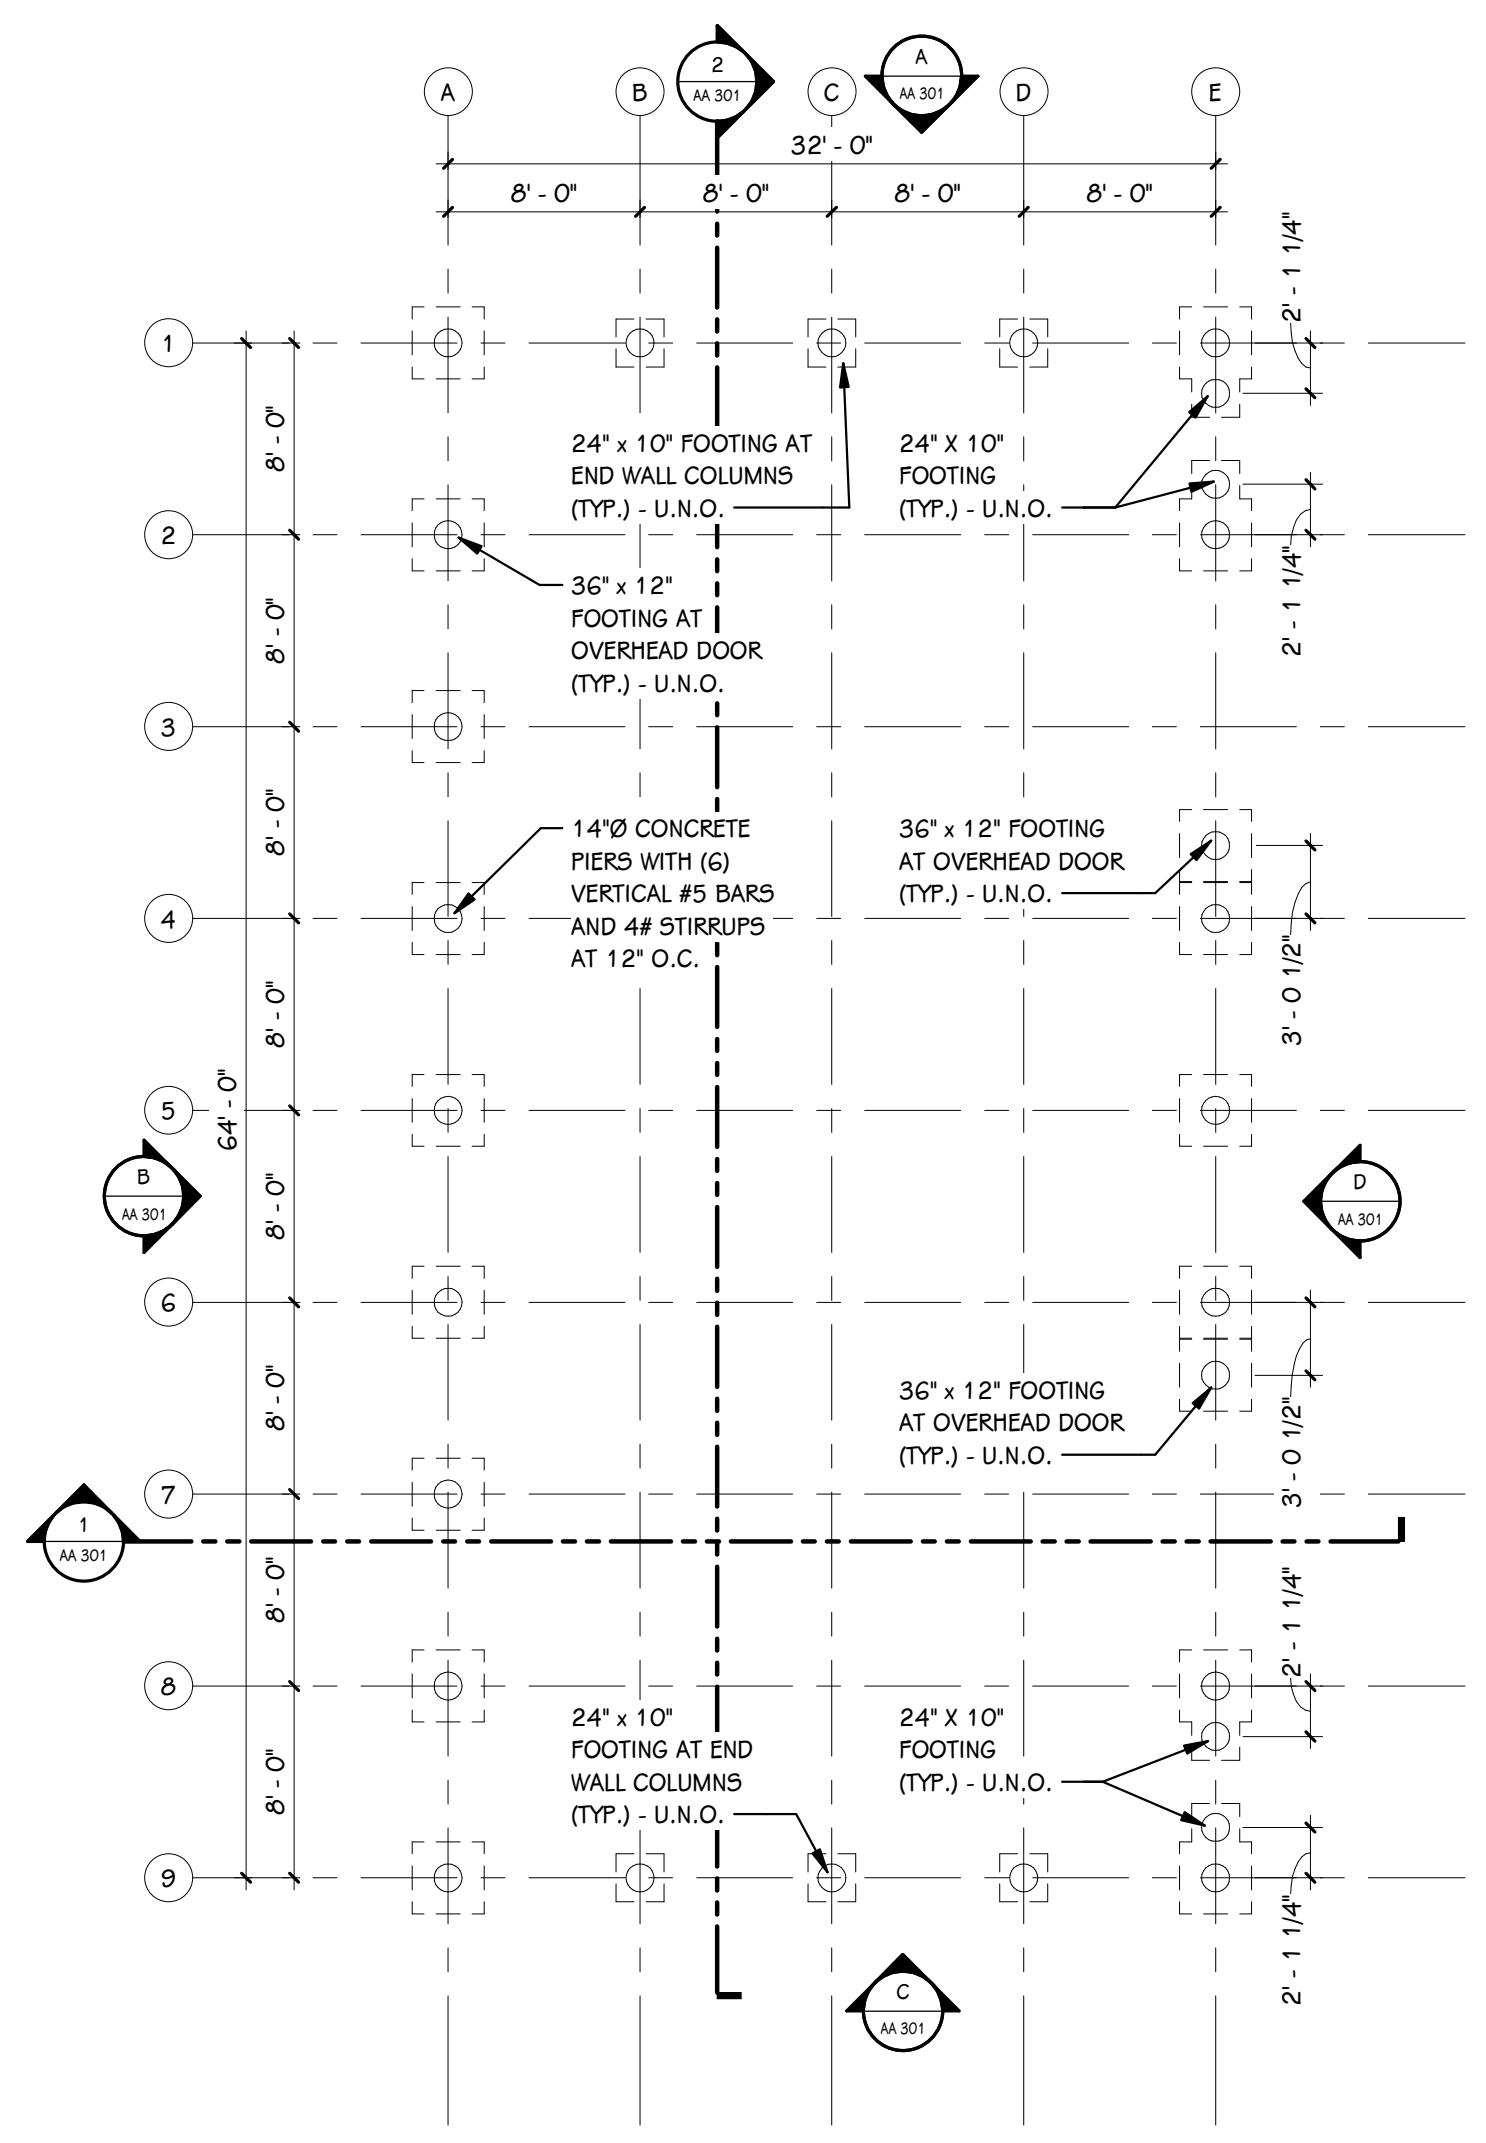 2
AA 301
A
AA 301
A
B
C
D
E
32' - 0"
8' - 0"
8' - 0"
8' - 0"
8' - 0"
2' - 1 1/4"
1
8' - 0"
24" x 10" FOOTING AT
END WALL COLUMNS
(TYP.) - U.N.O.
24" X 10"
FOOTING
(TYP.) - U.N.O.
2
2' - 1 1/4"
36" x 12"
FOOTING AT
OVERHEAD DOOR
(TYP.) - U.N.O.
8' - 0"
3
8' - 0"
14"Ø CONCRETE
PIERS WITH (6)
VERTICAL #5 BARS
AND 4# STIRRUPS
AT 12" O.C.
36" x 12" FOOTING
AT OVERHEAD DOOR
(TYP.) - U.N.O.
4
3' - 0 1/2"
8' - 0"
64' - 0"
5
B
AA 301
D
AA 301
8' - 0"
6
8' - 0"
36" x 12" FOOTING
AT OVERHEAD DOOR
(TYP.) - U.N.O.
3' - 0 1/2"
7
1
AA 301
8' - 0"
2' - 1 1/4"
8
24" x 10"
FOOTING AT END
WALL COLUMNS
(TYP.) - U.N.O.
24" X 10"
FOOTING
(TYP.) - U.N.O.
8' - 0"
9
2' - 1 1/4"
C
AA 301